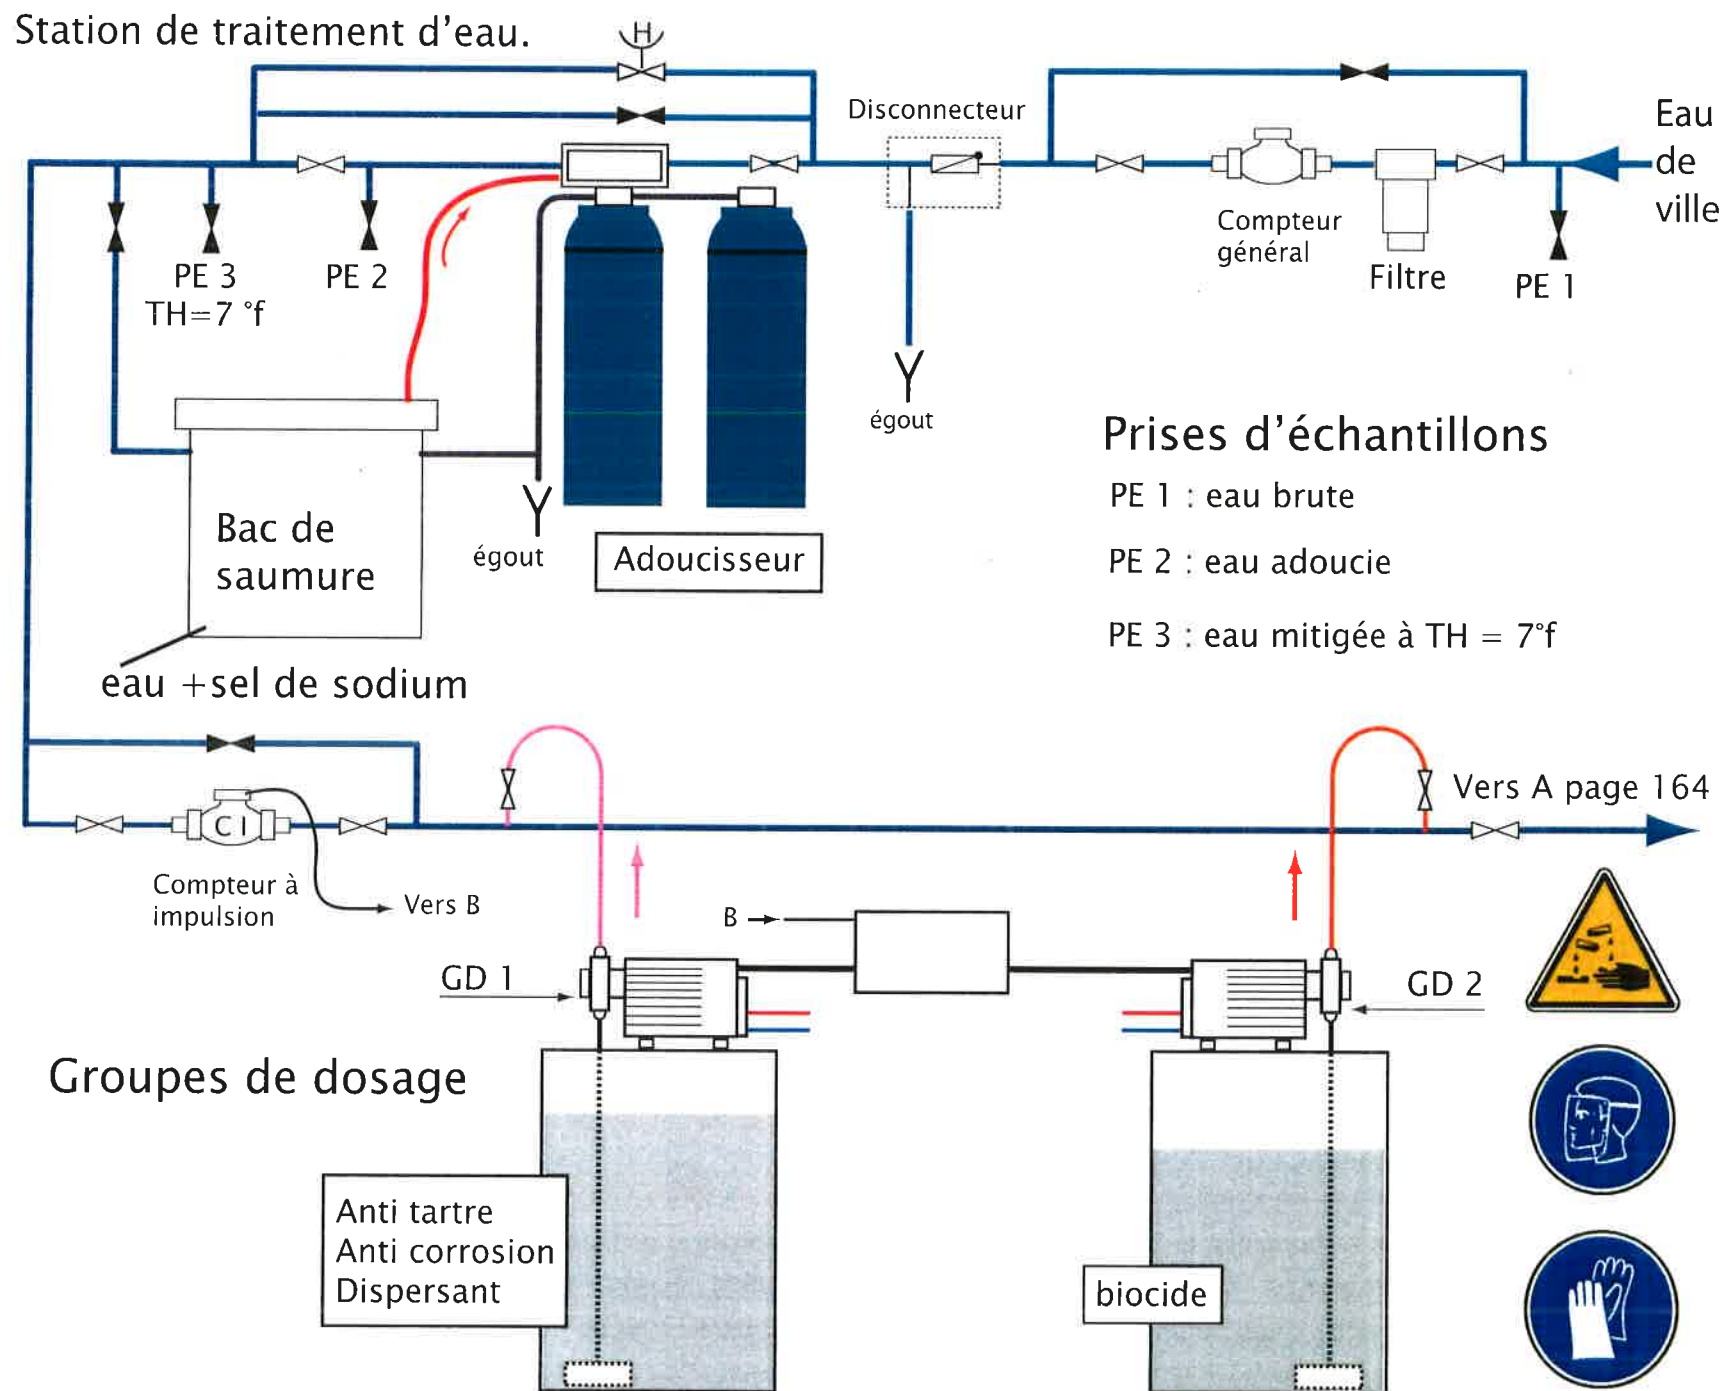 Station de traitement d'eau.
H
Disconnecteur
Eau
de
ville
Compteur
général
Filtre
PE 1
PE 3
TH=7 °f
PE 2
égout
Prises d'échantillons
PE 1 : eau brute
PE 2 : eau adoucie
PE 3 : eau mitigée à TH = 7°f
Bac de
saumure
égout
Adoucisseur
eau +sel de sodium
Vers A page 164
C I
Compteur à
impulsion
Vers B
B
GD 1
GD 2
Groupes de dosage
Anti tartre
Anti corrosion
Dispersant
biocide